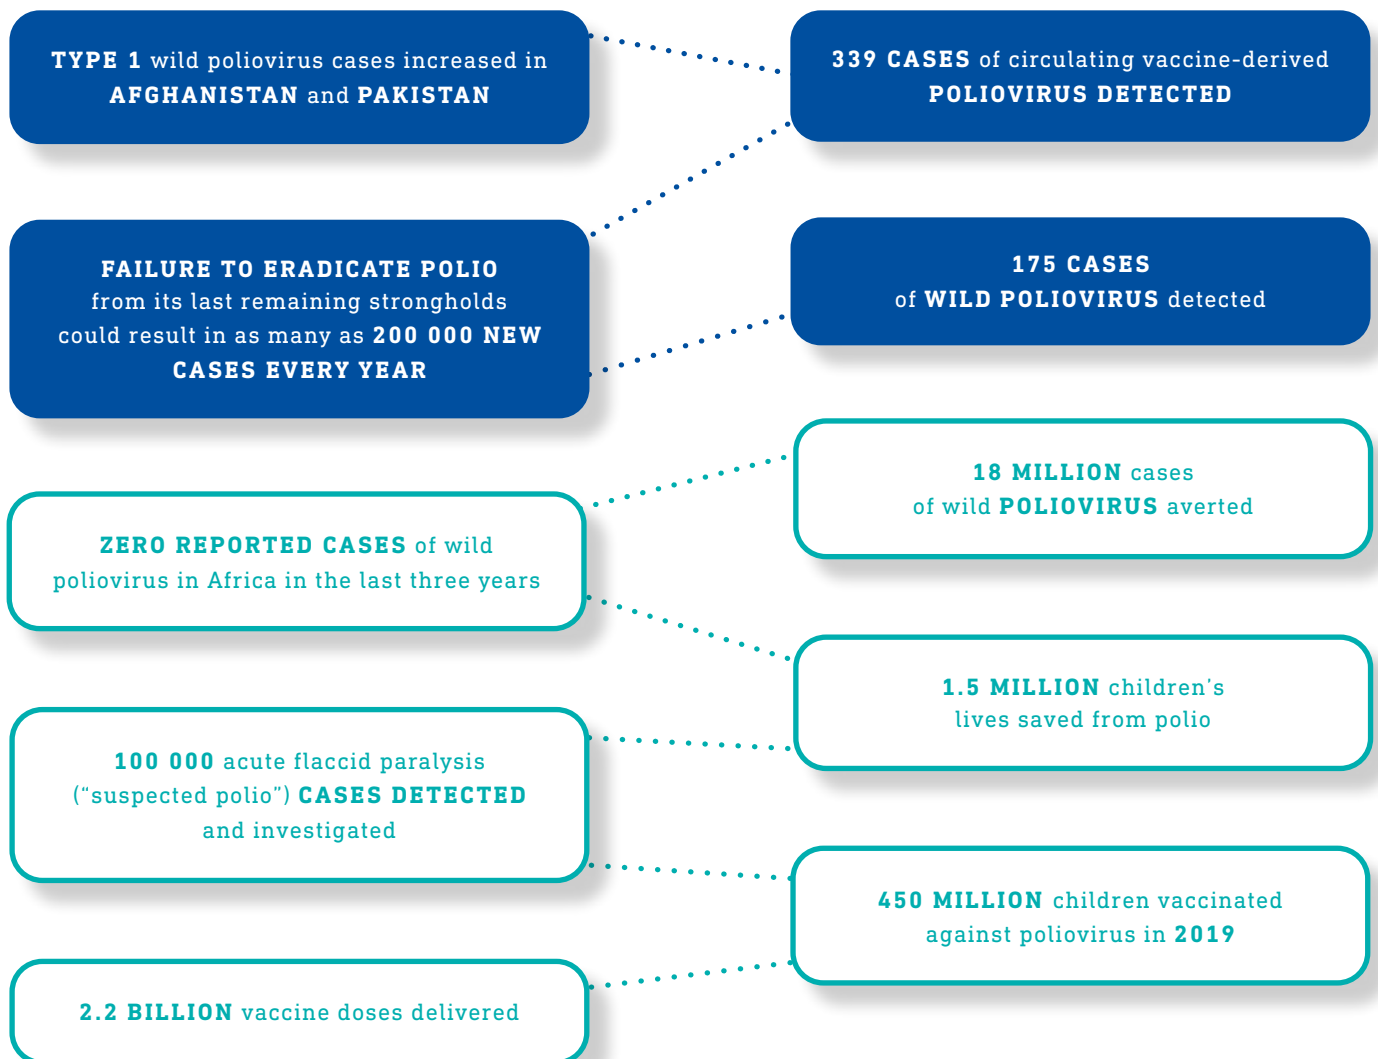 TYPE 1 wild poliovirus cases increased in
AFGHANISTAN and PAKISTAN
339 CASES of circulating vaccine-derived
POLIOVIRUS DETECTED
FAILURE TO ERADICATE POLIO
from its last remaining strongholds
could result in as many as 200 000 NEW
CASES EVERY YEAR
175 CASES
of WILD POLIOVIRUS detected
18 MILLION cases
of wild POLIOVIRUS averted
ZERO REPORTED CASES of wild
poliovirus in Africa in the last three years
1.5 MILLION children’s
lives saved from polio
100 000 acute flaccid paralysis
(“suspected polio”) CASES DETECTED
and investigated
450 MILLION children vaccinated
against poliovirus in 2019
2.2 BILLION vaccine doses delivered